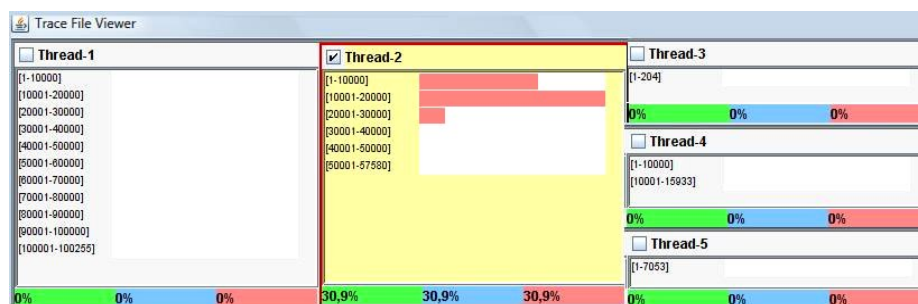 Trace File Viewer
Thread-1
[1-10000]
[10001-20000]
[20001-30000]
[30001-40000]
[40001-50000]
[50001-60000]
[60001-70000]
[70001-80000]
[80001-90000]
[90001-100000]
[100001-100255]
0% 0% 0%
Thread-2
[1-10000]
[10001-20000]
[20001-30000]
[30001-40000]
[40001-50000]
[50001-57580]
30,9% 30,9% 30,9%
Thread-3
[1-204]
0% 0% 0%
Thread-4
[1-10000]
[10001-15933]
0% 0% 0%
Thread-5
[1-7053]
0% 0% 0%